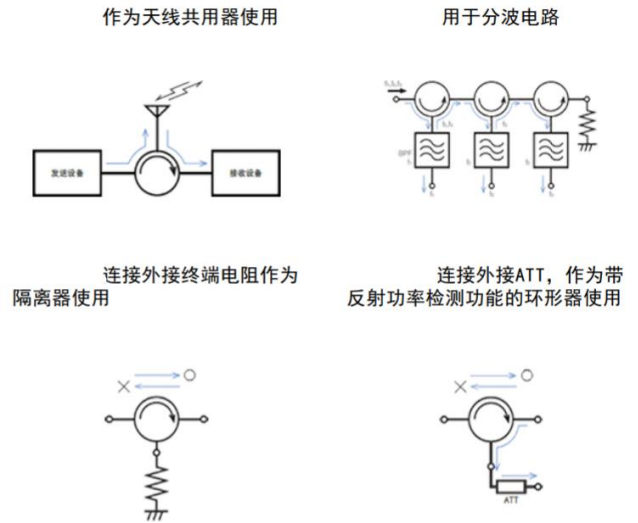 作为天线共用器使用
用于分波电路
发送设备
接收设备
BPF
连接外接终端电阻作为
隔离器使用
连接外接ATT，作为带
反射功率检测功能的环形器使用
ATT